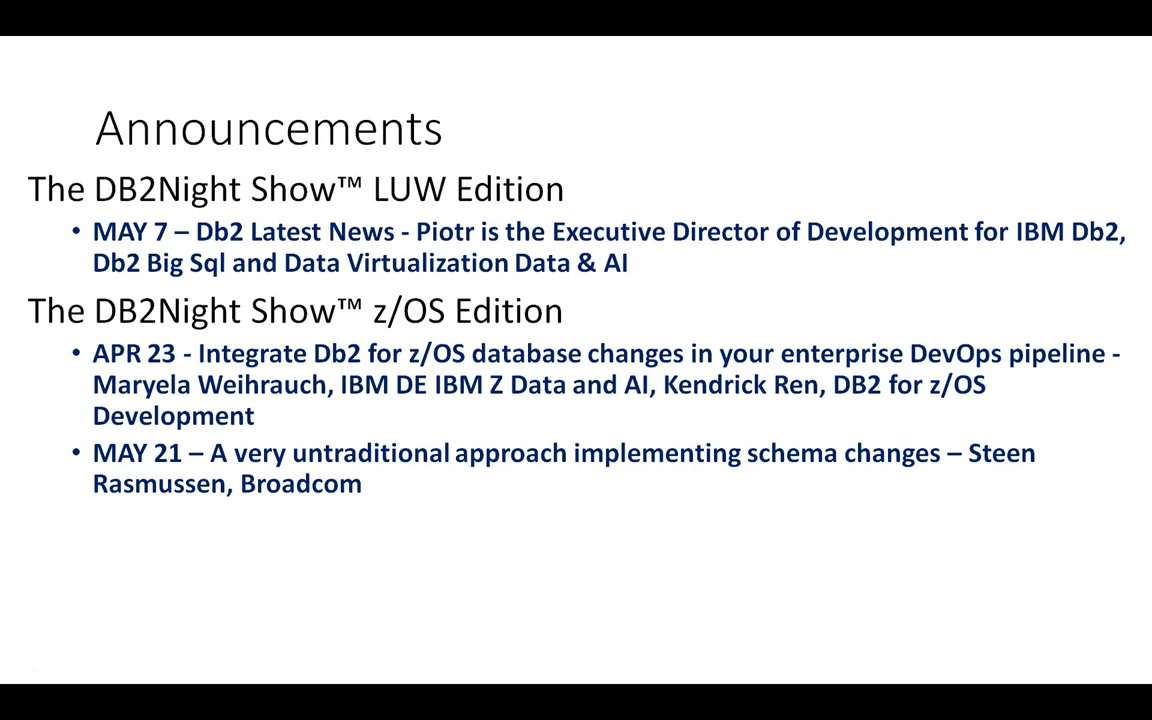 Announcements
The DB2Night Show™ LUW Edition
• MAY 7 – Db2 Latest News - Piotr is the Executive Director of Development for IBM Db2,
Db2 Big Sql and Data Virtualization Data & AI
The DB2Night Show™ z/OS Edition
• APR 23 - Integrate Db2 for z/OS database changes in your enterprise DevOps pipeline -
Maryela Weihrauch, IBM DE IBM Z Data and AI, Kendrick Ren, DB2 for z/OS
Development
• MAY 21 – A very untraditional approach implementing schema changes – Steen
Rasmussen, Broadcom